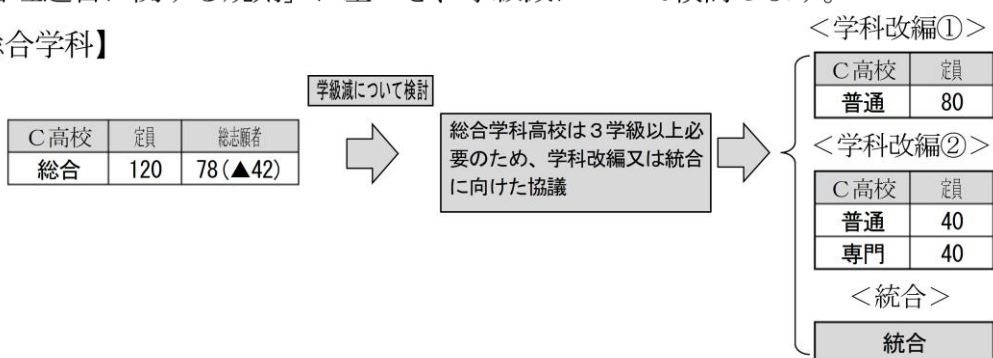 合学科】
学級減について検討
C高校 定員 総志願者
総合 120 78(▲42)
総合学科高校は3学級以上必
要のため、学科改編又は統合
に向けた協議
<学科改編①>
C高校 定員
普通 80
<学科改編②>
C高校 定員
普通 40
専門 40
<統合>
統合